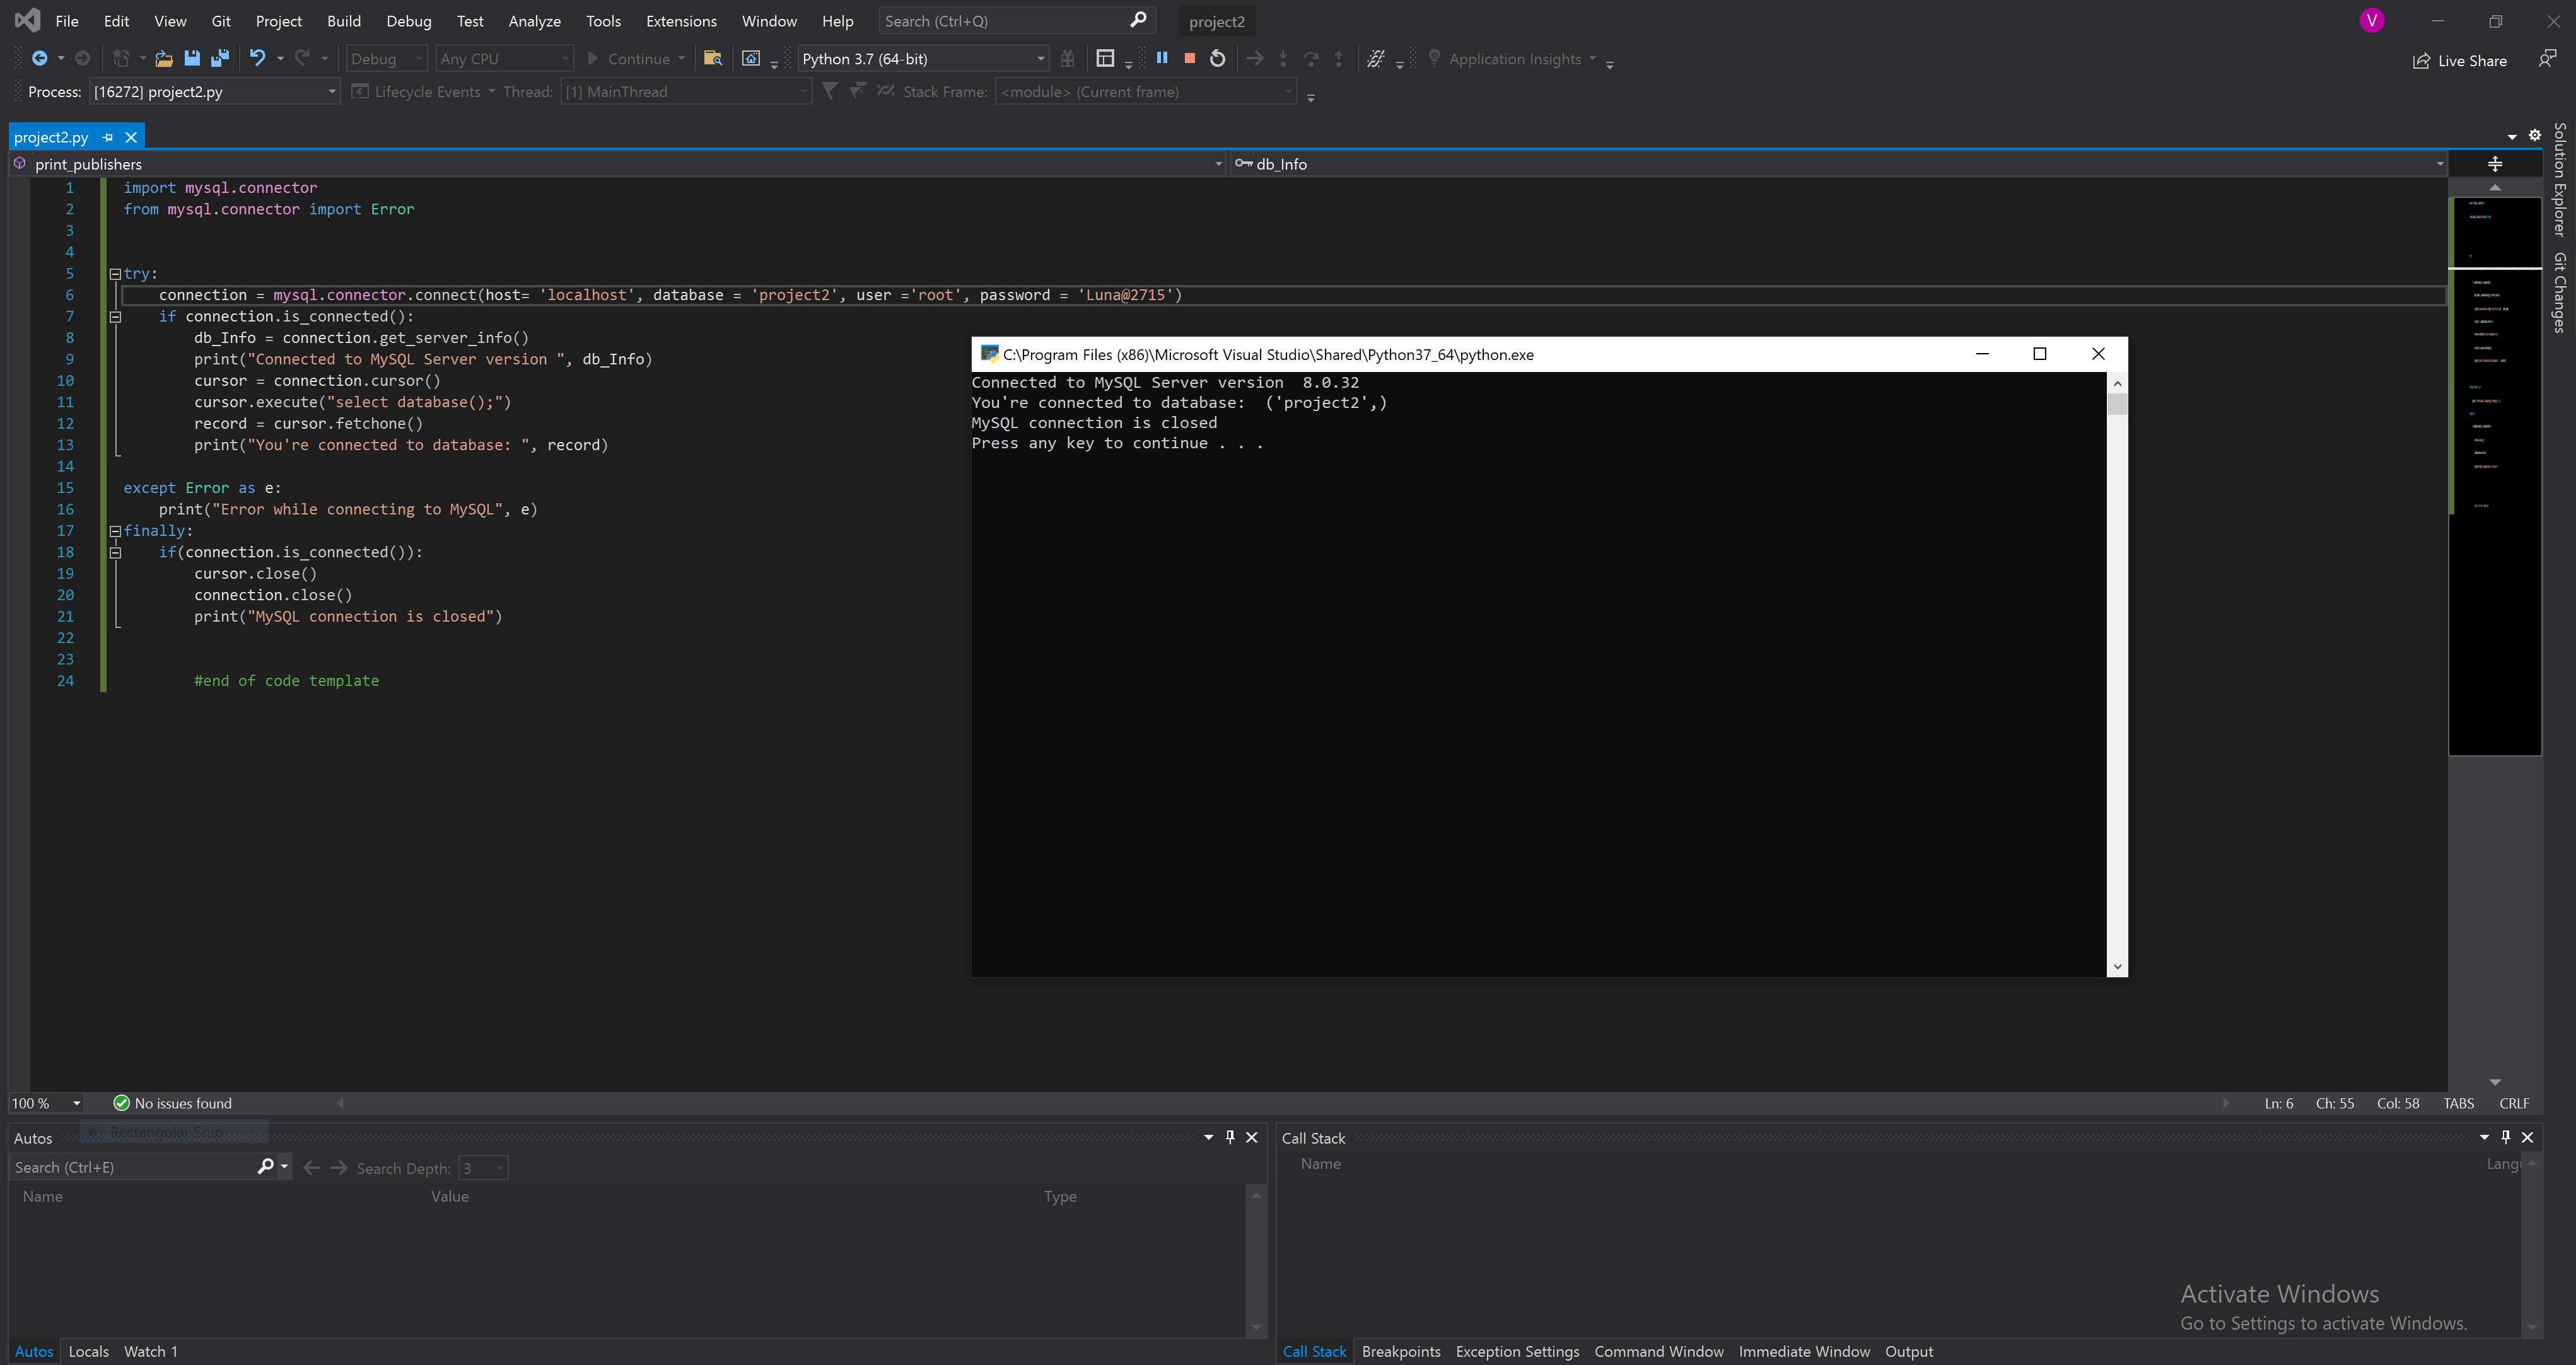 File Edit View Git Project Build Debug Test Analyze Tools Extensions Window Help Search (Ctrl+Q) project2 V
Debug Any CPU Continue Python 3.7 (64-bit) Application Insights Live Share
Process: [16272] project2.py Lifecycle Events Thread: [1] MainThread Stack Frame: <module> (Current frame)
project2.py
print_publishers db_Info
1 import mysql.connector
2 from mysql.connector import Error
3
4
5 try:
6 connection = mysql.connector.connect(host= 'localhost', database = 'project2', user ='root', password = 'Luna@2715')
7 if connection.is_connected():
8 db_Info = connection.get_server_info()
9 print("Connected to MySQL Server version ", db_Info)
10 cursor = connection.cursor()
11 cursor.execute("select database();")
12 record = cursor.fetchone()
13 print("You're connected to database: ", record)
14
15 except Error as e:
16 print("Error while connecting to MySQL", e)
17 finally:
18 if(connection.is_connected()):
19 cursor.close()
20 connection.close()
21 print("MySQL connection is closed")
22
23
24 #end of code template
C:\Program Files (x86)\Microsoft Visual Studio\Shared\Python37_64\python.exe
Connected to MySQL Server version  8.0.32
You're connected to database:  ('project2',)
MySQL connection is closed
Press any key to continue . . .
Solution Explorer
Git Changes
100 % No issues found Ln: 6 Ch: 55 Col: 58 TABS CRLF
Rectangular Snip
Autos
Search (Ctrl+E) Search Depth: 3
Name Value Type
Autos Locals Watch 1
Call Stack
Name Lang
Activate Windows
Go to Settings to activate Windows.
Call Stack Breakpoints Exception Settings Command Window Immediate Window Output